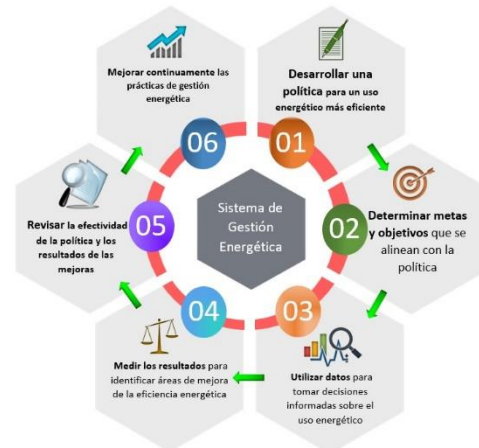 Sistema de
Gestión
Energética
01
Desarrollar una
política para un uso
energético más eficiente
02
Determinar metas
y objetivos que se
alinean con la
política
03
Utilizar datos para
tomar decisiones
informadas sobre el
uso energético
04
Medir los resultados para
identificar áreas de mejora
de la eficiencia energética
05
Revisar la efectividad
de la política y los
resultados de las
mejoras
06
Mejorar continuamente las
prácticas de gestión
energética